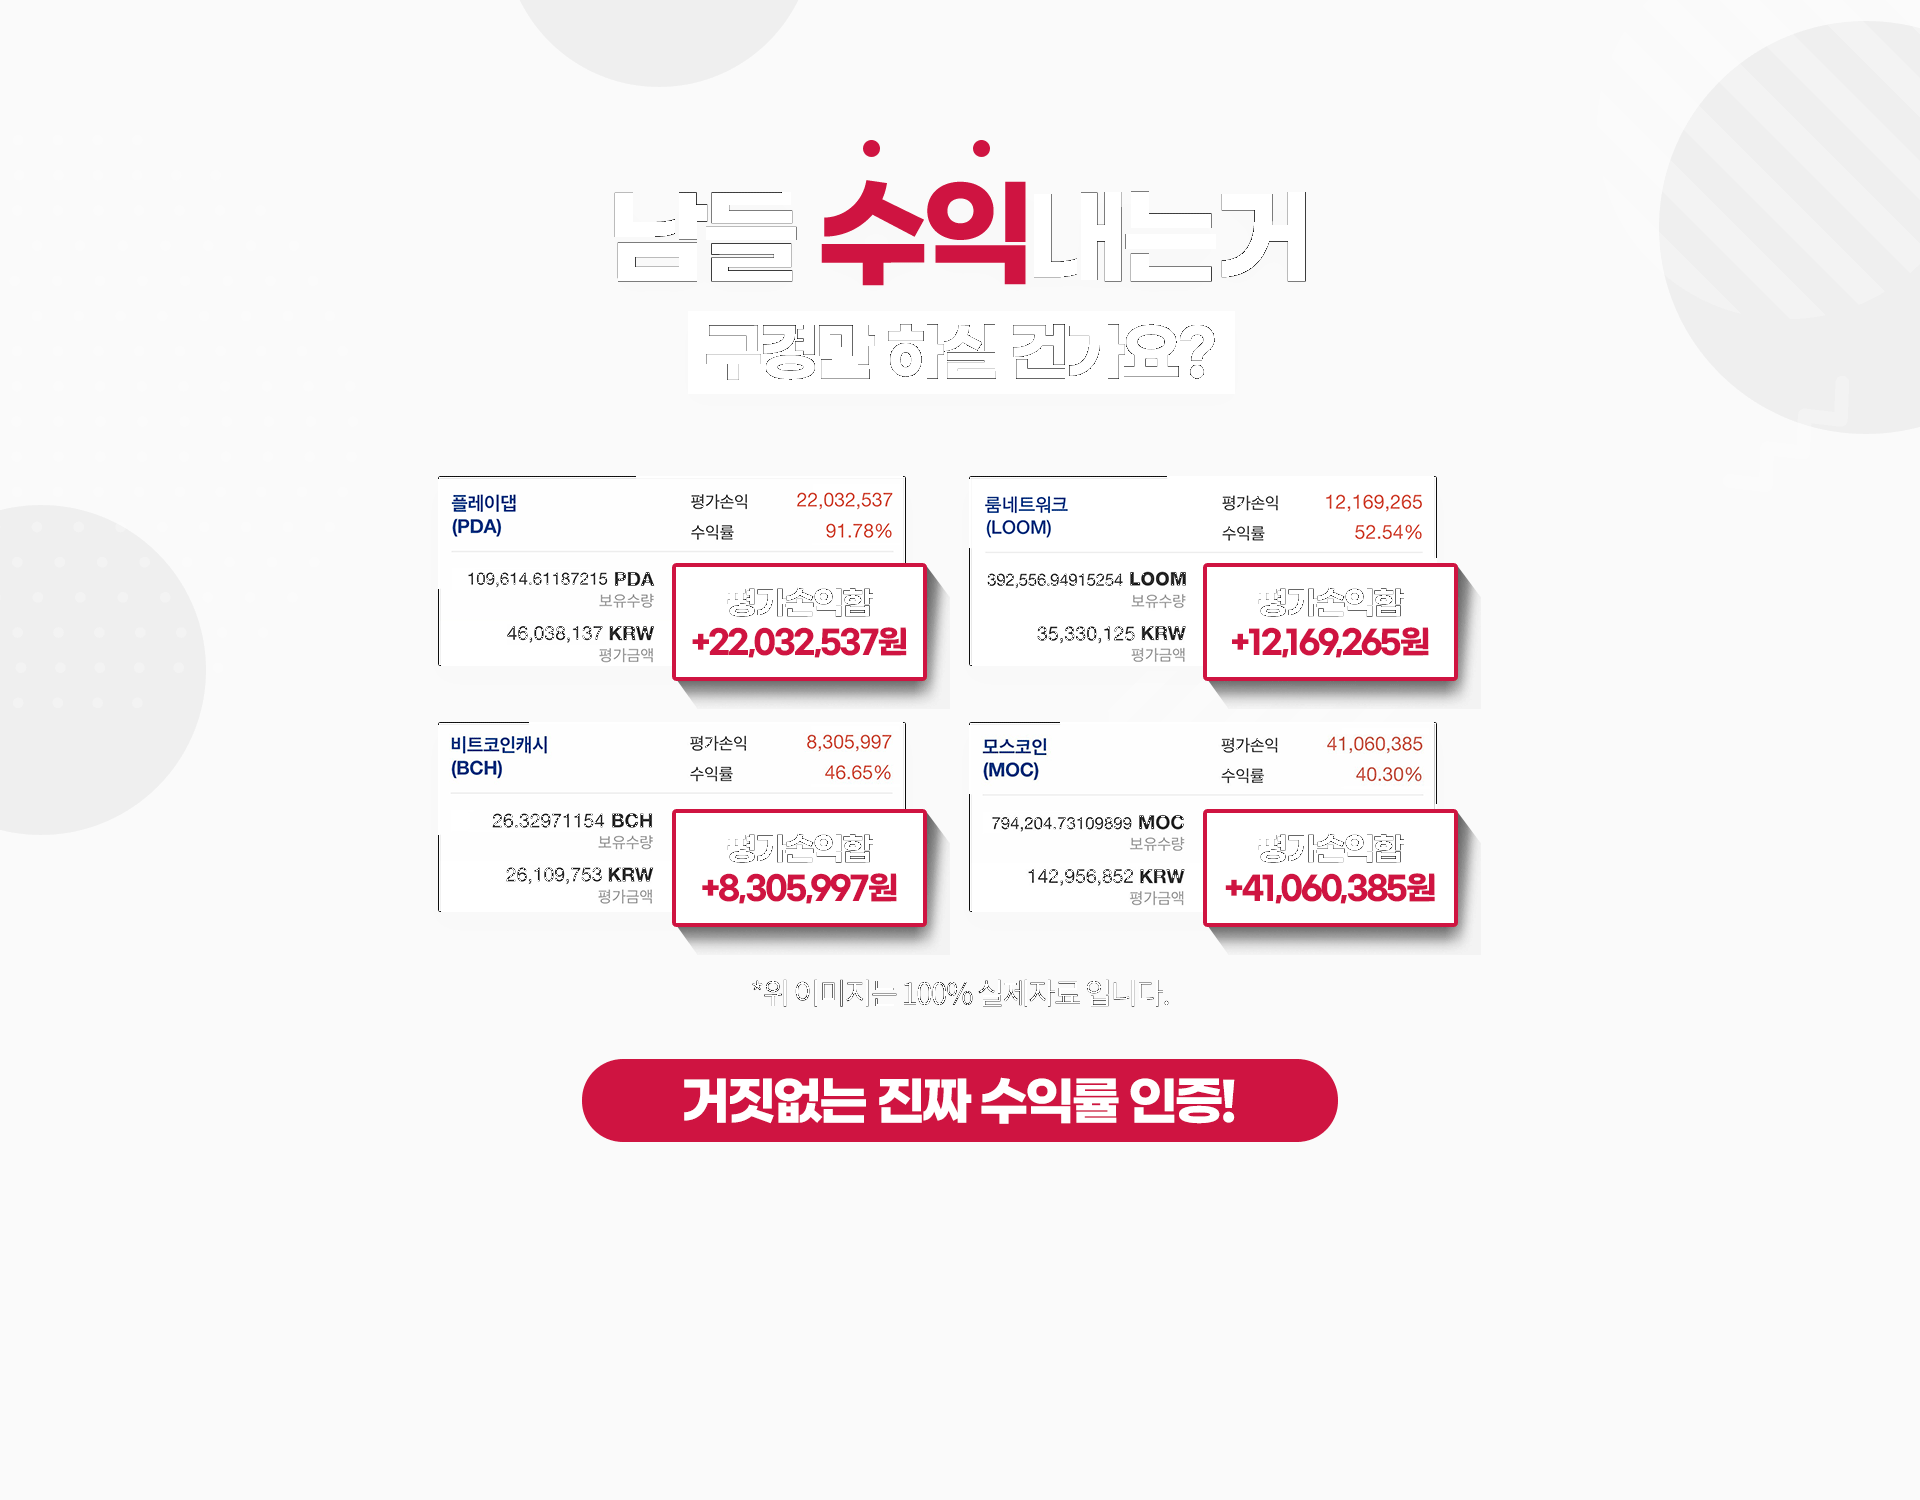 남들 수익내는거
구경만 하실 건가요?
플레이댑
(PDA)
평가손익 22,032,537
수익률 91.78%
109,614.61187215 PDA
보유수량
46,038,137 KRW
평가금액
평가손익합
+22,032,537원
룸네트워크
(LOOM)
평가손익 12,169,265
수익률 52.54%
392,556.94915254 LOOM
보유수량
35,330,125 KRW
평가금액
평가손익합
+12,169,265원
비트코인캐시
(BCH)
평가손익 8,305,997
수익률 46.65%
26.32971154 BCH
보유수량
26,109,753 KRW
평가금액
평가손익합
+8,305,997원
모스코인
(MOC)
평가손익 41,060,385
수익률 40.30%
794,204.73109899 MOC
보유수량
142,956,852 KRW
평가금액
평가손익합
+41,060,385원
*위 이미지는 100% 실제자료 입니다.
거짓없는 진짜 수익률 인증!